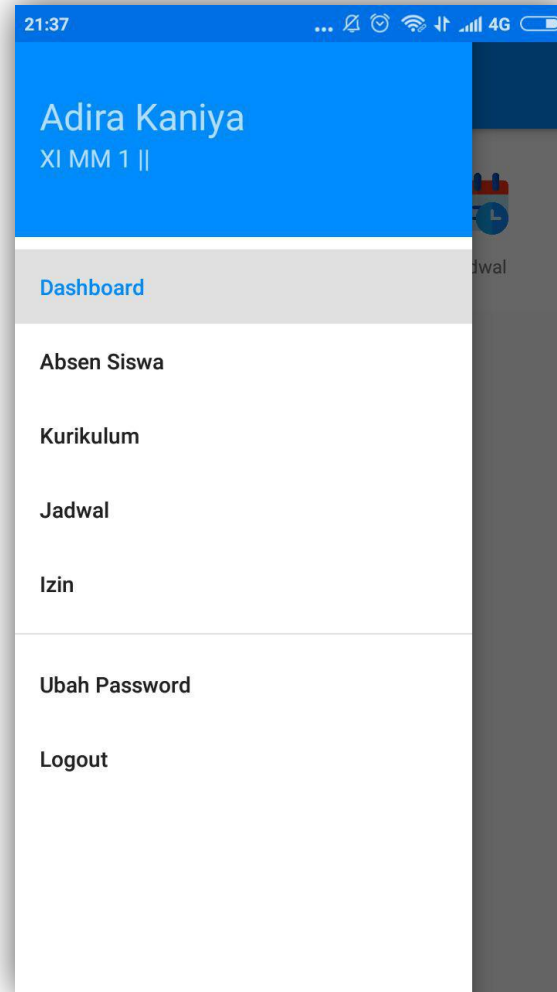 21:37 ... 4G
Adira Kaniya
XI MM 1 ||
dwal
Dashboard
Absen Siswa
Kurikulum
Jadwal
Izin
Ubah Password
Logout